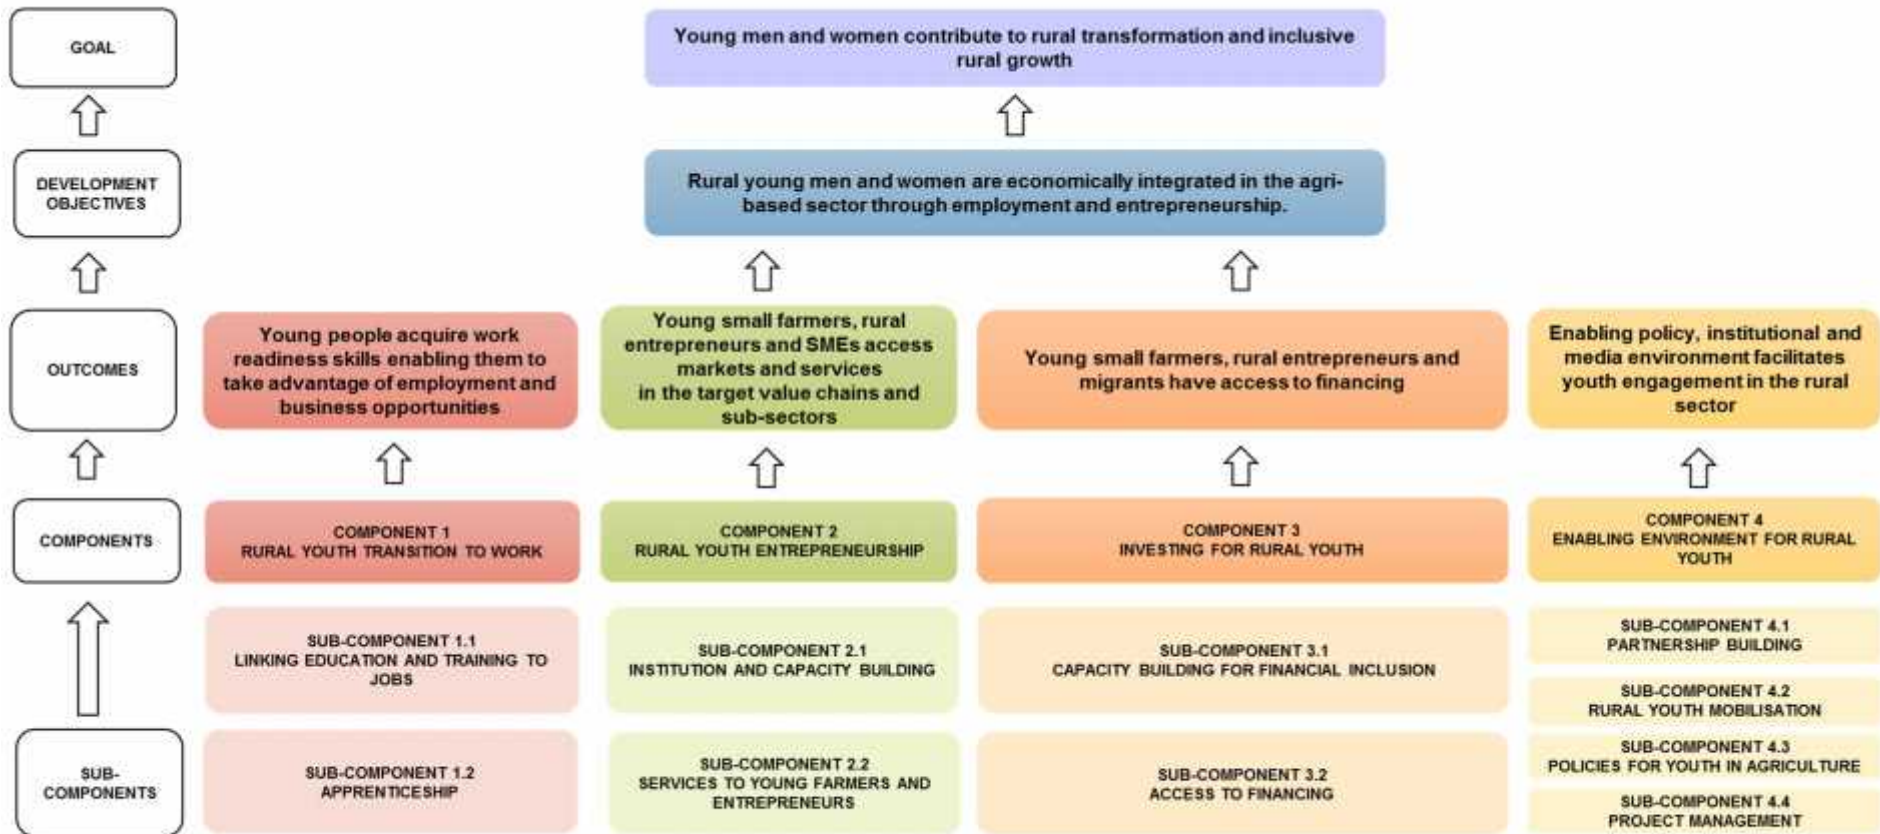 GOAL
Young men and women contribute to rural transformation and inclusive
rural growth
DEVELOPMENT
OBJECTIVES
Rural young men and women are economically integrated in the agri-
based sector through employment and entrepreneurship.
OUTCOMES
Young people acquire work
readiness skills enabling them to
take advantage of employment and
business opportunities
Young small farmers, rural
entrepreneurs and SMEs access
markets and services
in the target value chains and
sub-sectors
Young small farmers, rural entrepreneurs and
migrants have access to financing
Enabling policy, institutional and
media environment facilitates
youth engagement in the rural
sector
COMPONENTS
COMPONENT 1
RURAL YOUTH TRANSITION TO WORK
COMPONENT 2
RURAL YOUTH ENTREPRENEURSHIP
COMPONENT 3
INVESTING FOR RURAL YOUTH
COMPONENT 4
ENABLING ENVIRONMENT FOR RURAL
YOUTH
SUB-
COMPONENTS
SUB-COMPONENT 1.1
LINKING EDUCATION AND TRAINING TO
JOBS
SUB-COMPONENT 2.1
INSTITUTION AND CAPACITY BUILDING
SUB-COMPONENT 3.1
CAPACITY BUILDING FOR FINANCIAL INCLUSION
SUB-COMPONENT 4.1
PARTNERSHIP BUILDING
SUB-COMPONENT 4.2
RURAL YOUTH MOBILISATION
SUB-COMPONENT 1.2
APPRENTICESHIP
SUB-COMPONENT 2.2
SERVICES TO YOUNG FARMERS AND
ENTREPRENEURS
SUB-COMPONENT 3.2
ACCESS TO FINANCING
SUB-COMPONENT 4.3
POLICIES FOR YOUTH IN AGRICULTURE
SUB-COMPONENT 4.4
PROJECT MANAGEMENT